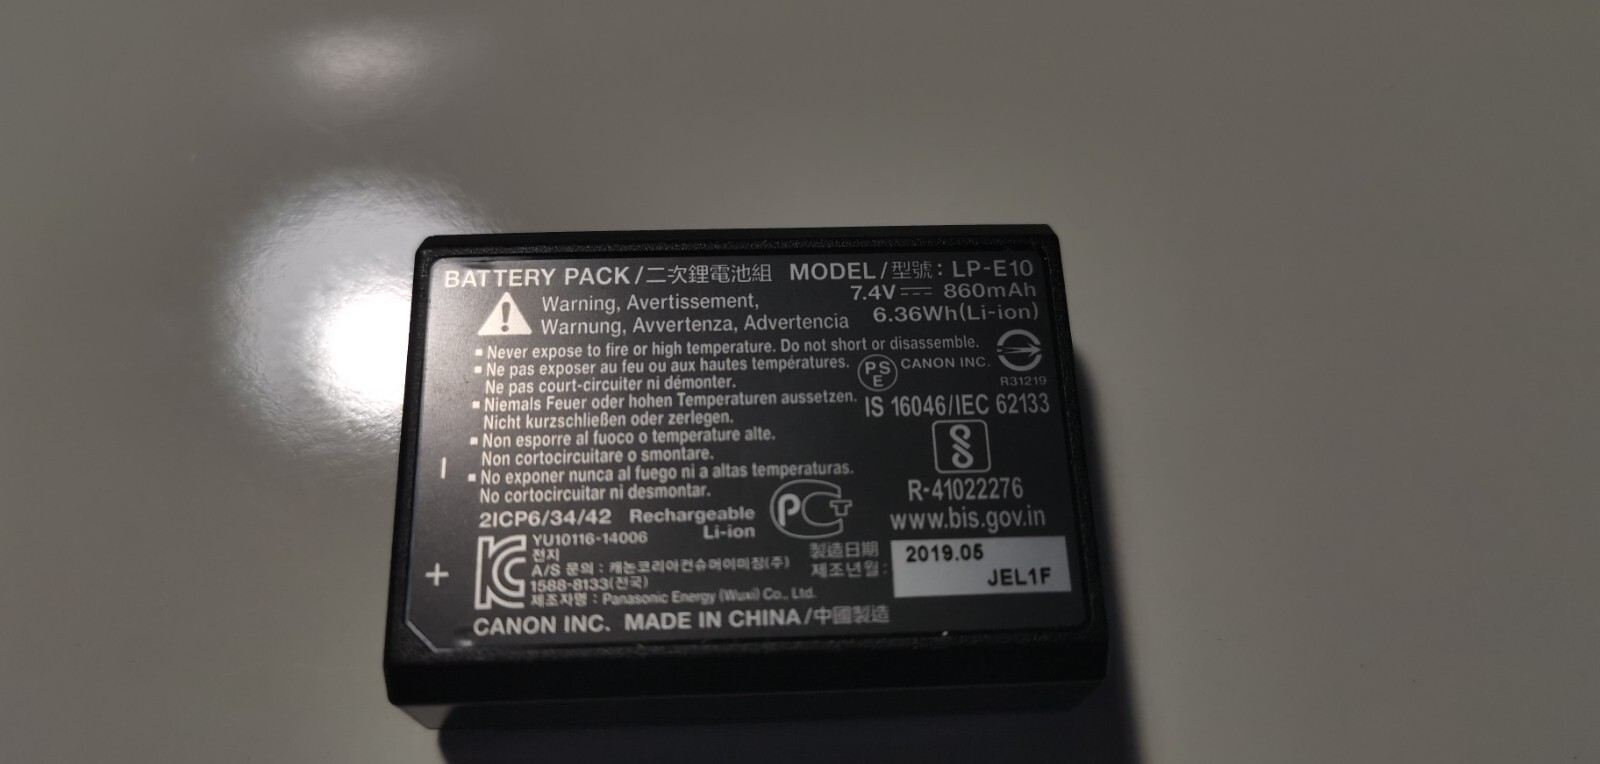 BATTERY PACK/二次鋰電池組 MODEL/型號: LP-E10
7.4V⎓ 860mAh
6.36Wh(Li-ion)
Warning, Avertissement,
Warnung, Avvertenza, Advertencia
▪ Never expose to fire or high temperature. Do not short or disassemble.
▪ Ne pas exposer au feu ou aux hautes températures.
Ne pas court-circuiter ni démonter.
▪ Niemals Feuer oder hohen Temperaturen aussetzen.
Nicht kurzschließen oder zerlegen.
▪ Non esporre al fuoco o temperature alte.
Non cortocircuitare o smontare.
▪ No exponer nunca al fuego ni a altas temperaturas.
No cortocircuitar ni desmontar.
PS
E
CANON INC.
R31219
IS 16046/IEC 62133
R-41022276
www.bis.gov.in
2ICP6/34/42 Rechargeable
Li-ion
PCT
YU10116-14006
전지
A/S 문의 : 캐논코리아컨슈머이미징(주)
1588-8133(전국)
제조자명 : Panasonic Energy (Wuxi) Co., Ltd.
製造日期
제조년월:
2019.05
JEL1F
CANON INC. MADE IN CHINA/中國製造
−
+